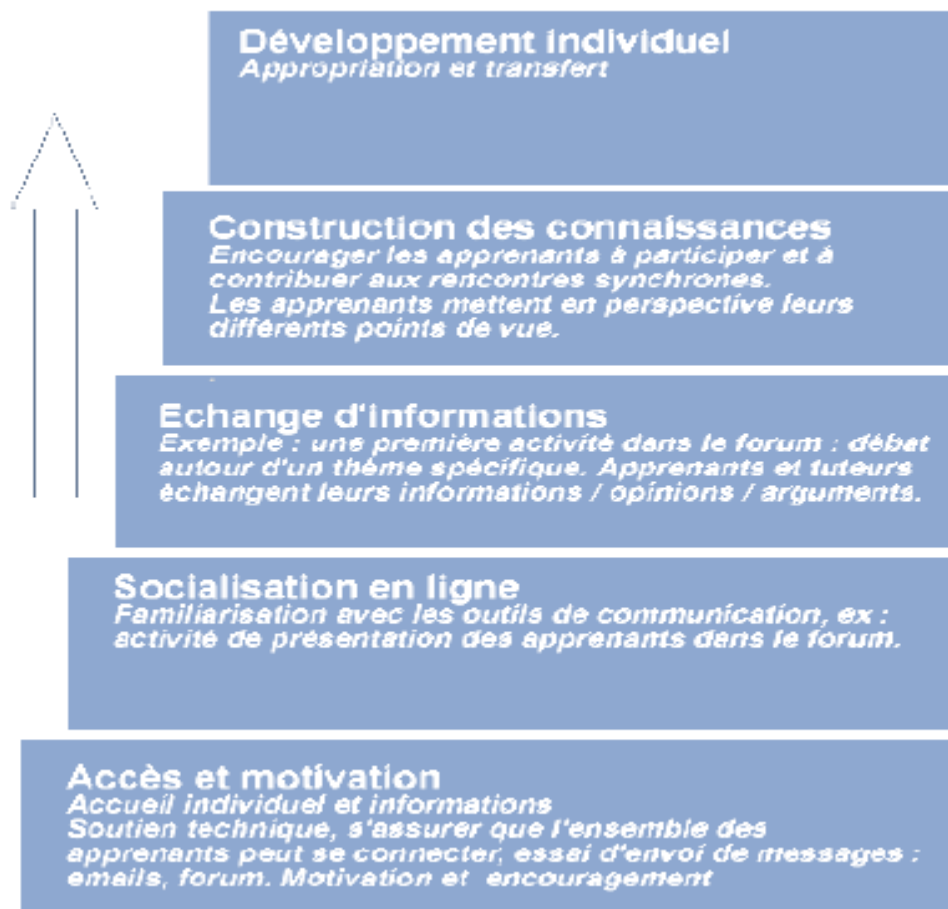 Développement individuel
Appropriation et transfert
Construction des connaissances
Encourager les apprenants à participer et à
contribuer aux rencontres synchrones.
Les apprenants mettent en perspective leurs
différents points de vue.
Echange d'informations
Exemple : une première activité dans le forum : débat
autour d'un thème spécifique. Apprenants et tuteurs
échangent leurs informations / opinions / arguments.
Socialisation en ligne
Familiarisation avec les outils de communication, ex :
activité de présentation des apprenants dans le forum.
Accès et motivation
Accueil individuel et informations
Soutien technique, s'assurer que l'ensemble des
apprenants peut se connecter, essai d'envoi de messages :
emails, forum. Motivation et encouragement